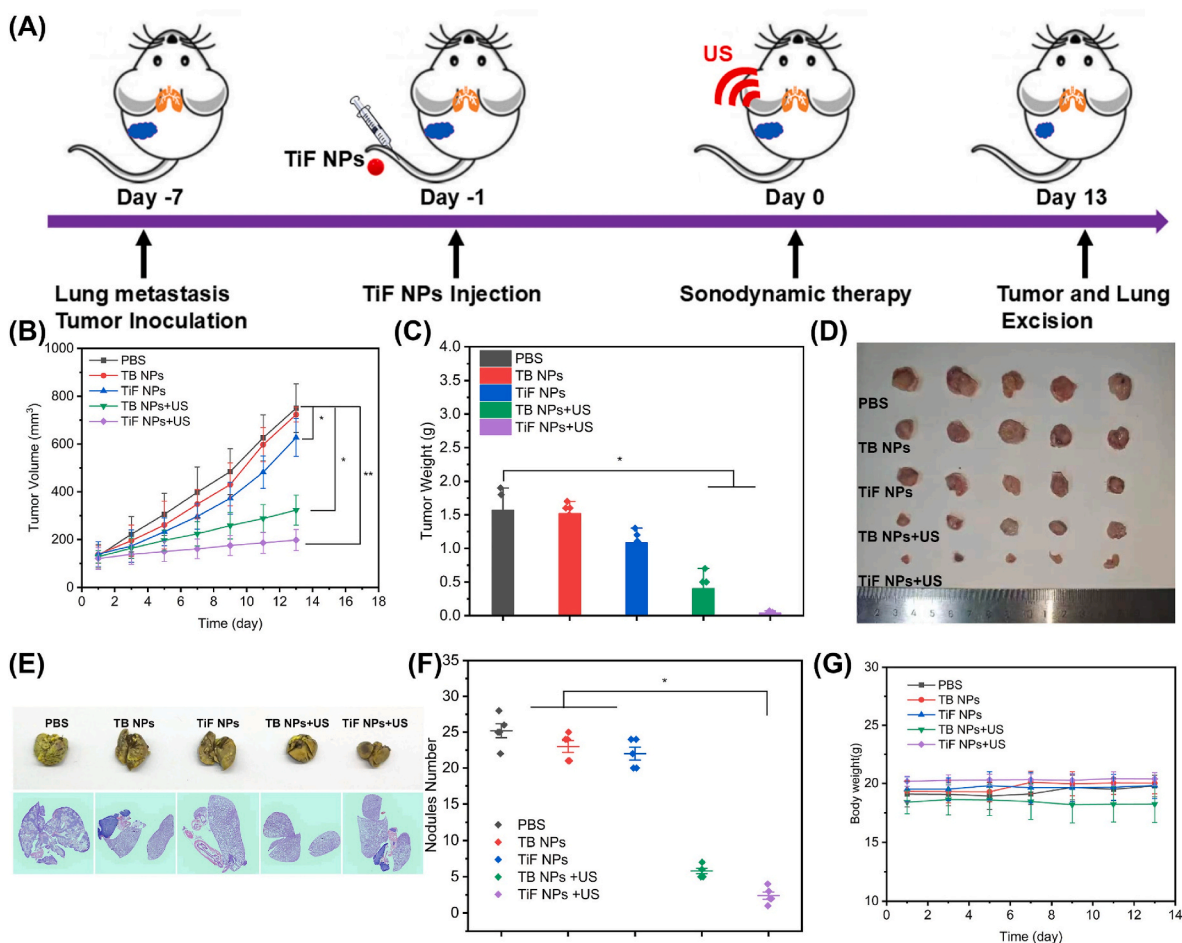 (A)
US
TiF NPs
Day -7
Day -1
Day 0
Day 13
Lung metastasis
Tumor Inoculation
TiF NPs Injection
Sonodynamic therapy
Tumor and Lung
Excision
(B)
1000
800
600
400
200
0
Tumor Volume (mm³)
PBS
TB NPs
TiF NPs
TB NPs+US
TiF NPs+US
*
*
**
0 2 4 6 8 10 12 14 16 18
Time (day)
(C)
4.0
3.5
3.0
2.5
2.0
1.5
1.0
0.5
0.0
Tumor Weight (g)
PBS
TB NPs
TiF NPs
TB NPs+US
TiF NPs+US
*
(D)
PBS
TB NPs
TiF NPs
TB NPs+US
TiF NPs+US
(E)
PBS TB NPs TiF NPs TB NPs+US TiF NPs+US
(F)
35
30
25
20
15
10
5
0
Nodules Number
*
PBS
TB NPs
TiF NPs
TB NPs +US
TiF NPs +US
(G)
30
25
20
15
10
Body weight(g)
PBS
TB NPs
TiF NPs
TB NPs+US
TiF NPs+US
0 2 4 6 8 10 12 14
Time (day)